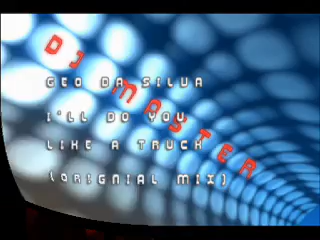 DJ MASTER
GEO DA SILVA
I'LL DO YOU
LIKE A TRUCK
(ORIGNIAL MIX)